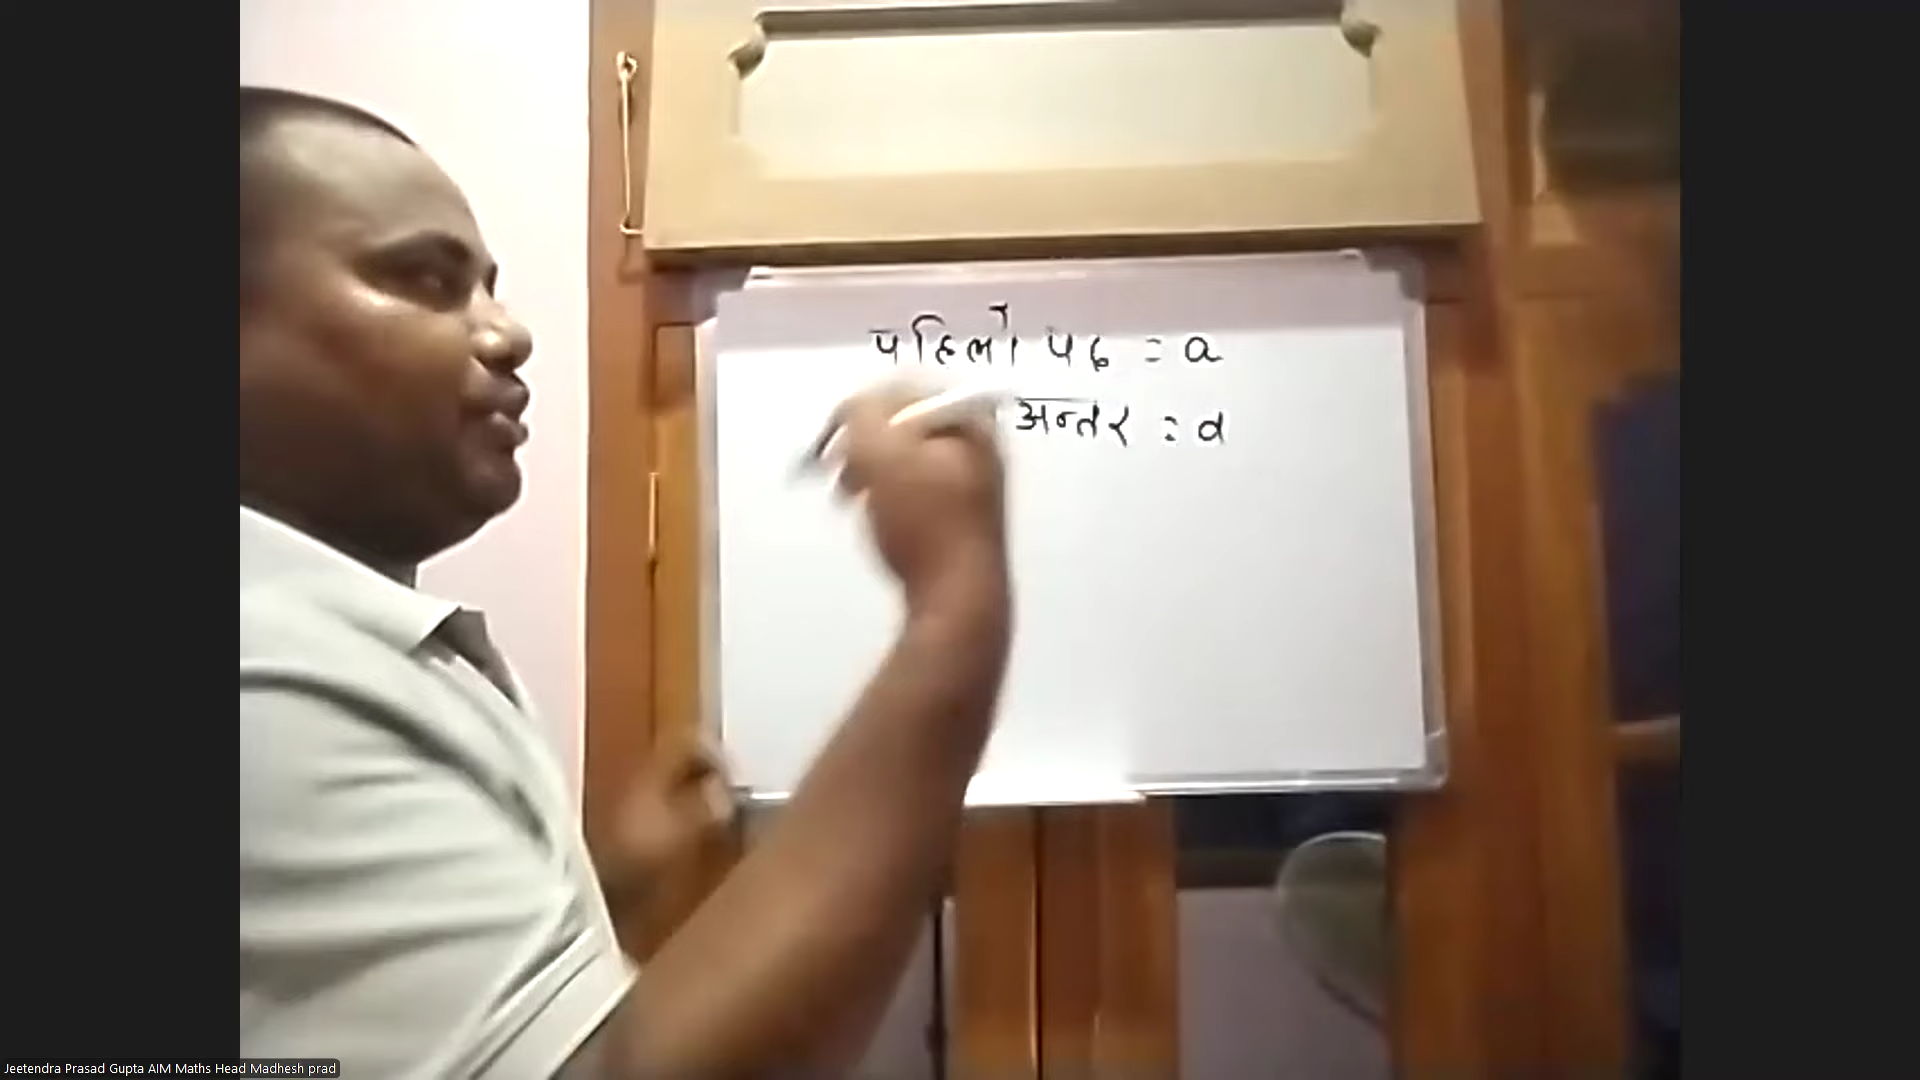 पहिलो पद = a
अन्तर = d
Jeetendra Prasad Gupta AIM Maths Head Madhesh prad